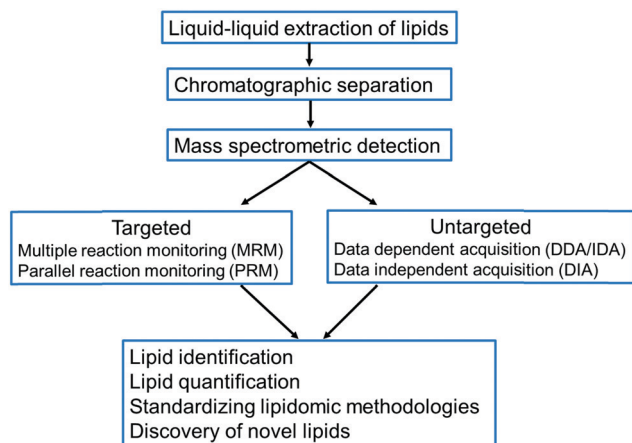 Liquid-liquid extraction of lipids
Chromatographic separation
Mass spectrometric detection
Targeted
Multiple reaction monitoring (MRM)
Parallel reaction monitoring (PRM)
Untargeted
Data dependent acquisition (DDA/IDA)
Data independent acquisition (DIA)
Lipid identification
Lipid quantification
Standardizing lipidomic methodologies
Discovery of novel lipids